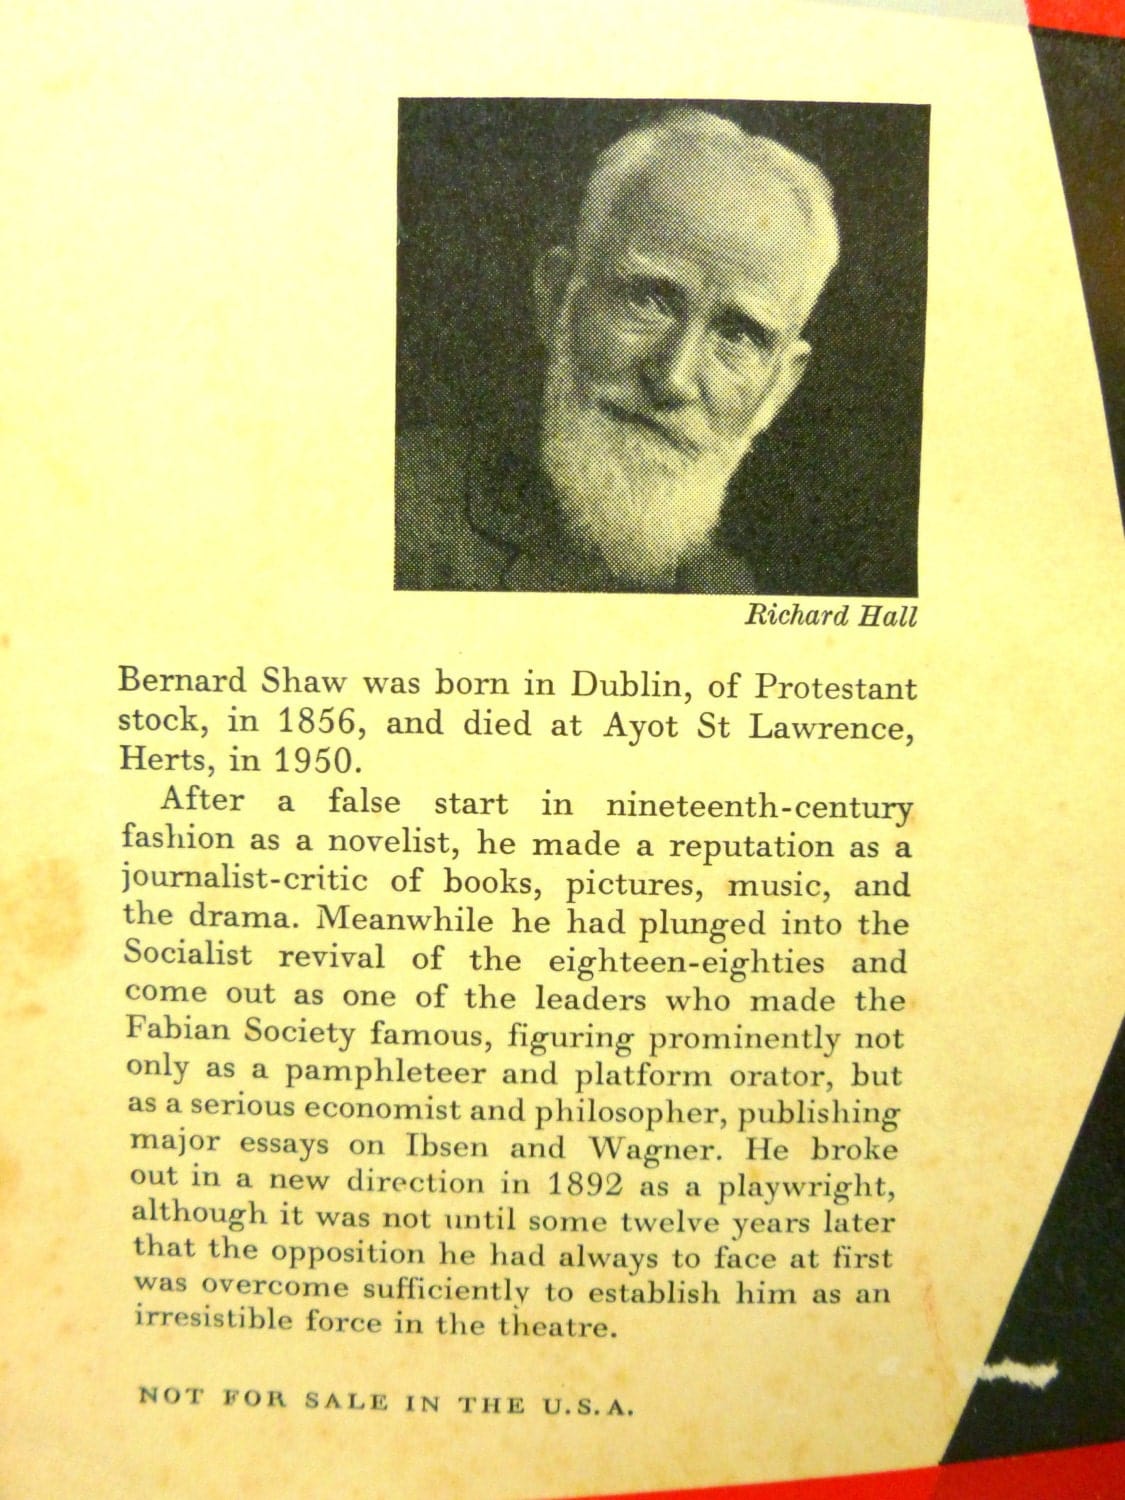 Richard Hall
Bernard Shaw was born in Dublin, of Protestant
stock, in 1856, and died at Ayot St Lawrence,
Herts, in 1950.
After a false start in nineteenth-century
fashion as a novelist, he made a reputation as a
journalist-critic of books, pictures, music, and
the drama. Meanwhile he had plunged into the
Socialist revival of the eighteen-eighties and
come out as one of the leaders who made the
Fabian Society famous, figuring prominently not
only as a pamphleteer and platform orator, but
as a serious economist and philosopher, publishing
major essays on Ibsen and Wagner. He broke
out in a new direction in 1892 as a playwright,
although it was not until some twelve years later
that the opposition he had always to face at first
was overcome sufficiently to establish him as an
irresistible force in the theatre.
NOT FOR SALE IN THE U.S.A.